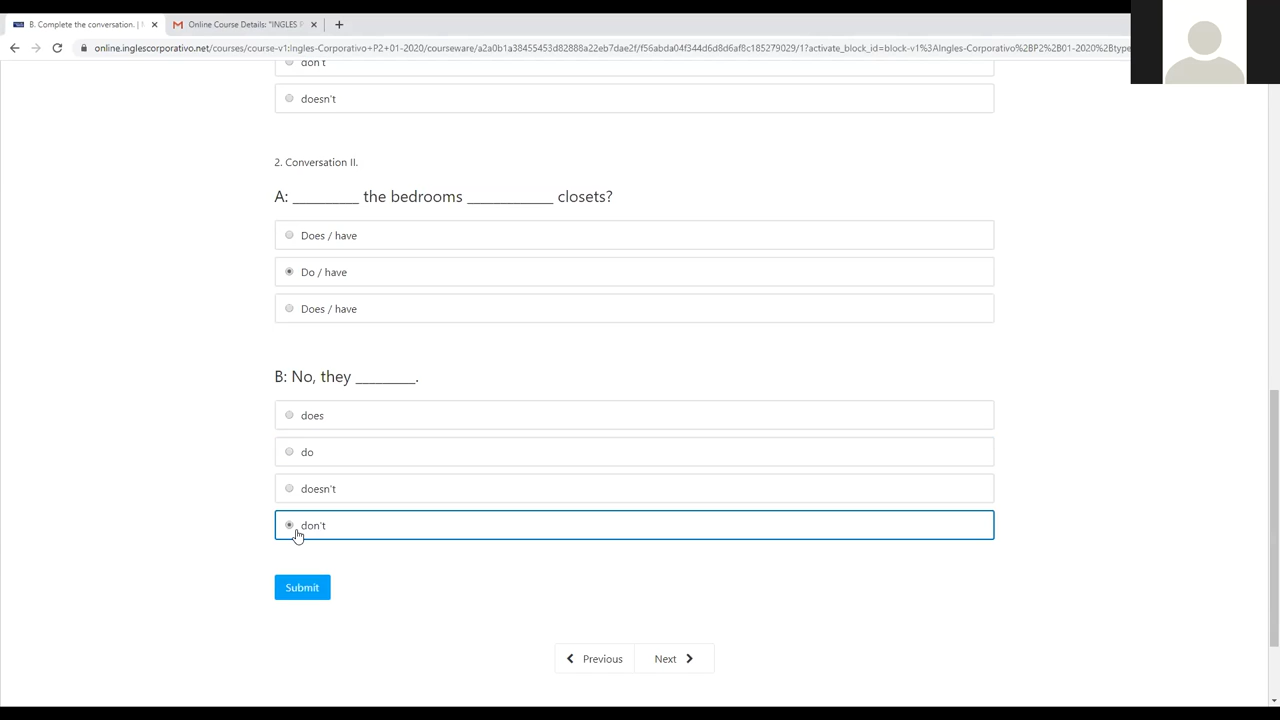 B. Complete the conversation. |
Online Course Details: "INGLES P
online.inglescorporativo.net/courses/course-v1:Ingles-Corporativo+P2+01-2020/courseware/a2a0b1a38455453d82888a22eb7dae2f/f56abda04f344d6d8d6af8c185279029/1?activate_block_id=block-v1%3AIngles-Corporativo%2BP2%2B01-2020%2Btype
don't
doesn't
2. Conversation II.
A: _________ the bedrooms ____________ closets?
Does / have
Do / have
Does / have
B: No, they ________.
does
do
doesn't
don't
Submit
Previous
Next